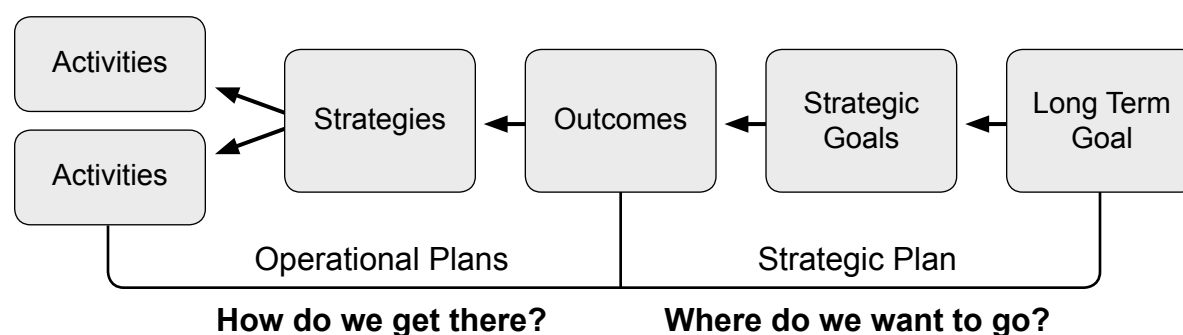 Activities
Activities
Strategies
Outcomes
Strategic
Goals
Long Term
Goal
Operational Plans
Strategic Plan
How do we get there?
Where do we want to go?